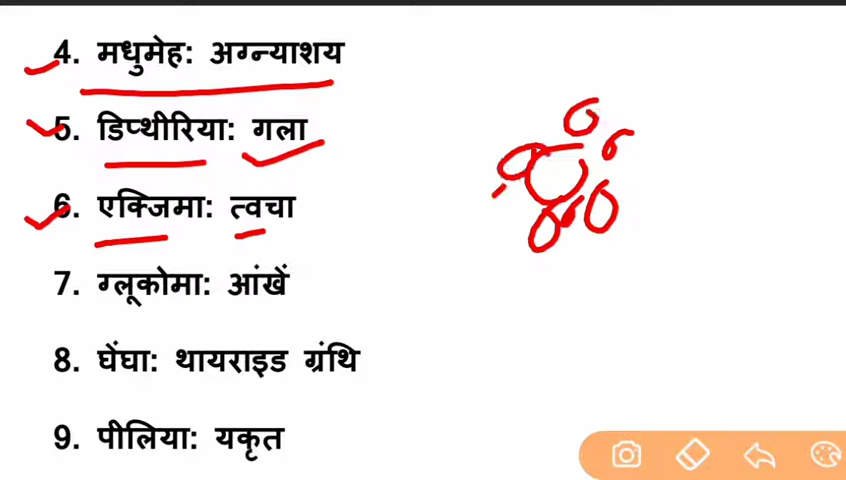 4. मधुमेह: अग्न्याशय
5. डिप्थीरिया: गला
6. एक्जिमा: त्वचा
7. ग्लूकोमा: आंखें
8. घेंघा: थायराइड ग्रंथि
9. पीलिया: यकृत